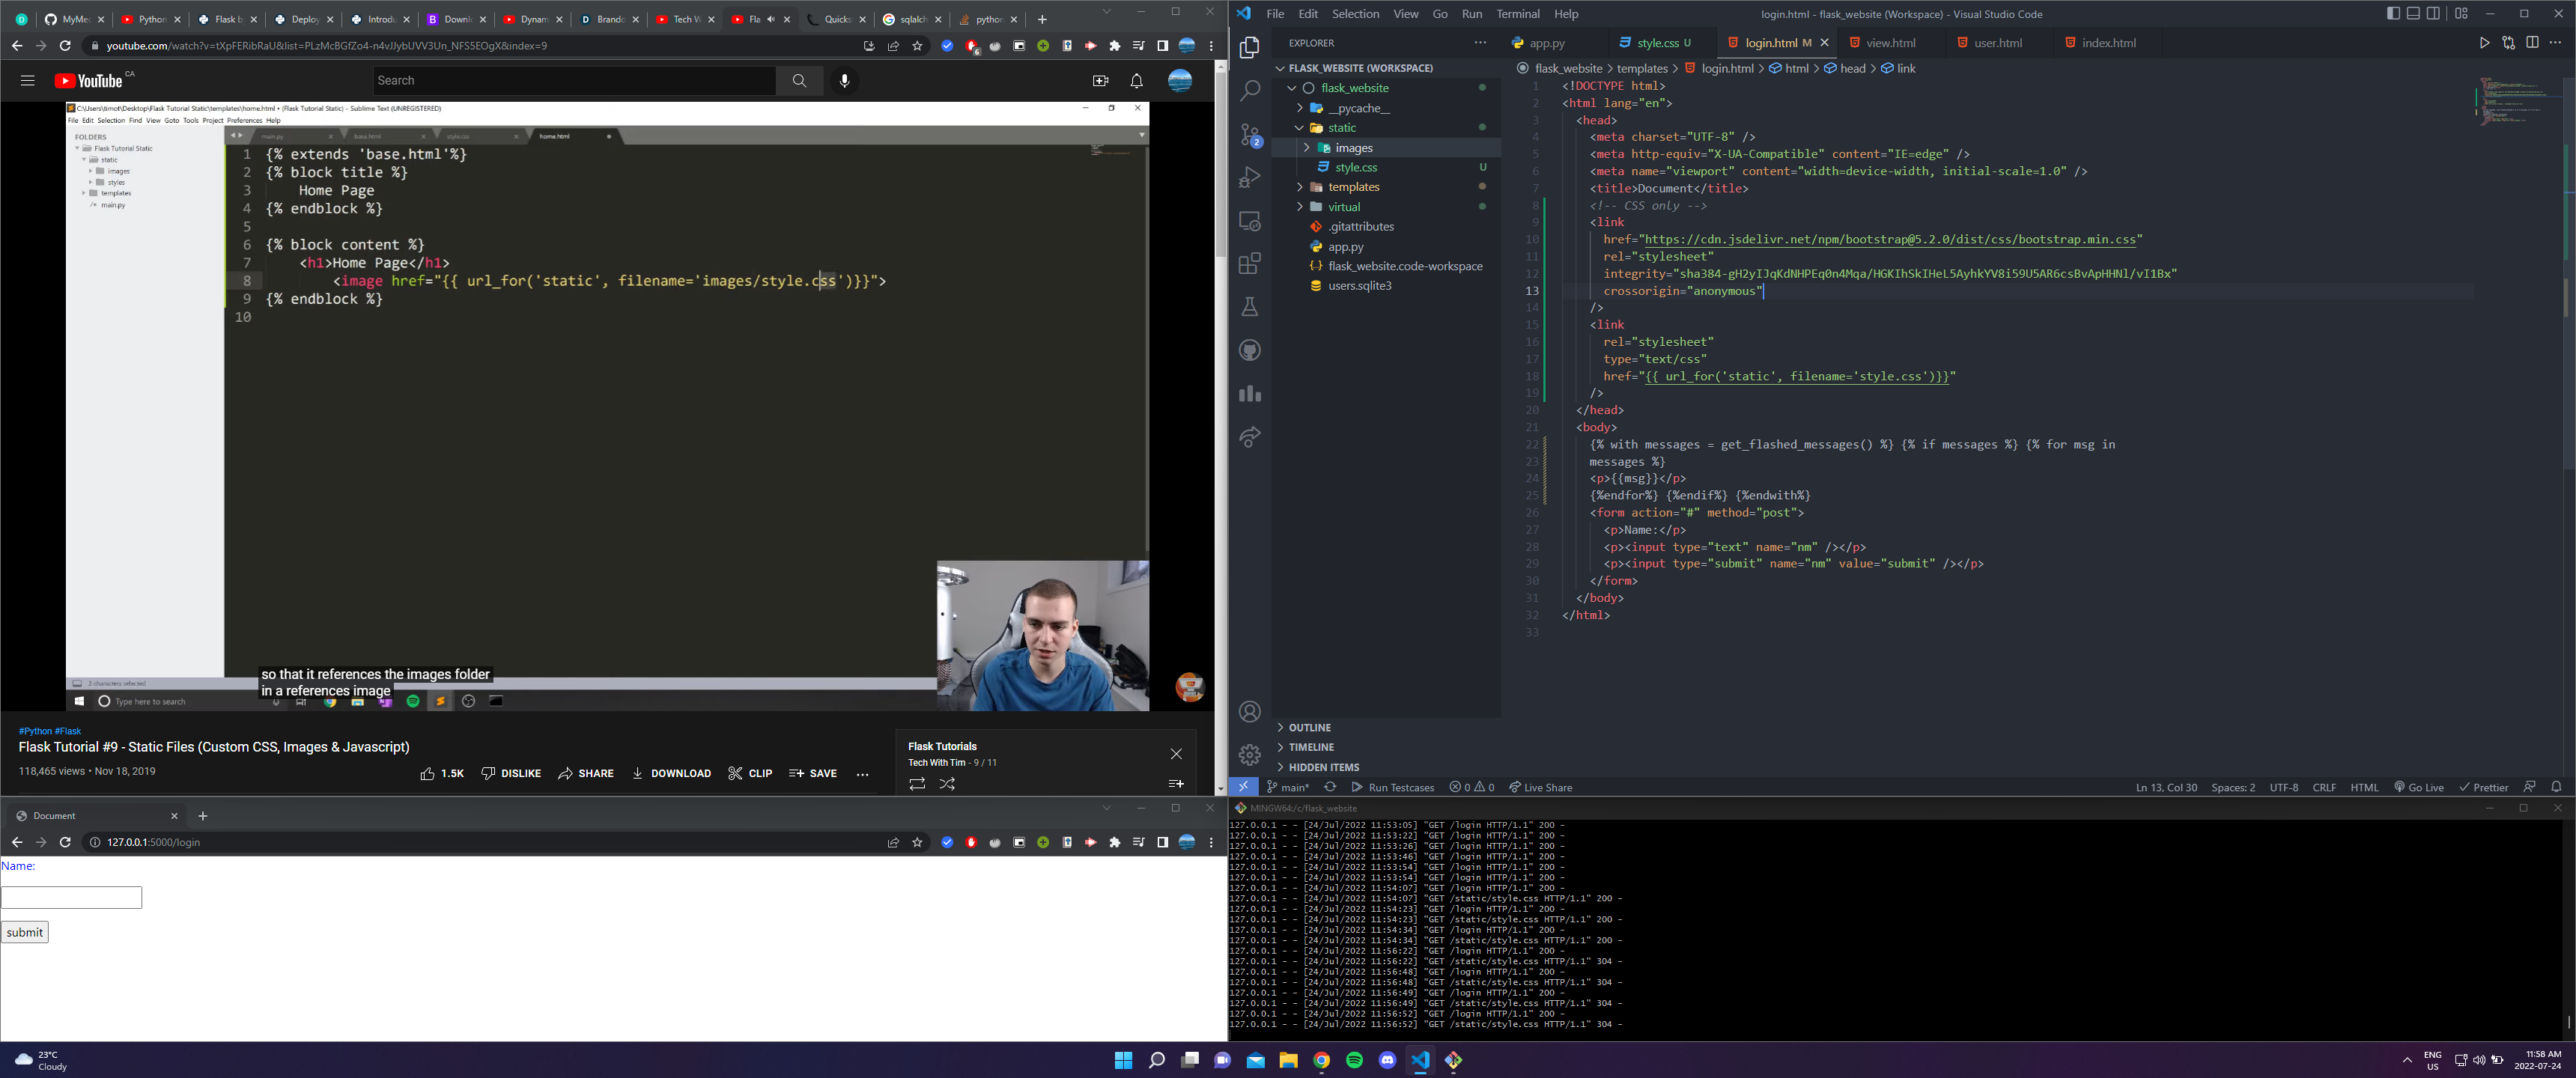 MyMec
Python
Flask b
Deploy
Introdu
Downlo
Dynam
Brando
Tech W
Fla
Quicks
sqlalch
python
youtube.com/watch?v=tXpFERibRaU&list=PLzMcBGfZo4-n4vJJybUVV3Un_NFS5EOgX&index=9
YouTube CA
Search
C:\Users\timot\Desktop\Flask Tutorial Static\templates\home.html • (Flask Tutorial Static) - Sublime Text (UNREGISTERED)
File Edit Selection Find View Goto Tools Project Preferences Help
FOLDERS
Flask Tutorial Static
static
images
styles
templates
main.py
main.py
base.html
style.css
home.html
1 {% extends 'base.html'%}
2 {% block title %}
3 Home Page
4 {% endblock %}
5
6 {% block content %}
7 <h1>Home Page</h1>
8 <image href="{{ url_for('static', filename='images/style.css')}}">
9 {% endblock %}
10
so that it references the images folder
in a references image
2 characters selected
Type here to search
#Python #Flask
Flask Tutorial #9 - Static Files (Custom CSS, Images & Javascript)
118,465 views • Nov 18, 2019
1.5K
DISLIKE
SHARE
DOWNLOAD
CLIP
SAVE
Flask Tutorials
Tech With Tim - 9 / 11
Document
127.0.0.1:5000/login
Name:
submit
File Edit Selection View Go Run Terminal Help
login.html - flask_website (Workspace) - Visual Studio Code
EXPLORER
FLASK_WEBSITE (WORKSPACE)
flask_website
__pycache__
static
images
style.css U
templates
virtual
.gitattributes
app.py
flask_website.code-workspace
users.sqlite3
OUTLINE
TIMELINE
HIDDEN ITEMS
2
app.py
style.css U
login.html M
view.html
user.html
index.html
flask_website > templates > login.html > html > head > link
1 <!DOCTYPE html>
2 <html lang="en">
3 <head>
4 <meta charset="UTF-8" />
5 <meta http-equiv="X-UA-Compatible" content="IE=edge" />
6 <meta name="viewport" content="width=device-width, initial-scale=1.0" />
7 <title>Document</title>
8 <!-- CSS only -->
9 <link
10 href="https://cdn.jsdelivr.net/npm/bootstrap@5.2.0/dist/css/bootstrap.min.css"
11 rel="stylesheet"
12 integrity="sha384-gH2yIJqKdNHPEq0n4Mqa/HGKIhSkIHeL5AyhkYV8i59U5AR6csBvApHHNl/vI1Bx"
13 crossorigin="anonymous"
14 />
15 <link
16 rel="stylesheet"
17 type="text/css"
18 href="{{ url_for('static', filename='style.css')}}"
19 />
20 </head>
21 <body>
22 {% with messages = get_flashed_messages() %} {% if messages %} {% for msg in
23 messages %}
24 <p>{{msg}}</p>
25 {%endfor%} {%endif%} {%endwith%}
26 <form action="#" method="post">
27 <p>Name:</p>
28 <p><input type="text" name="nm" /></p>
29 <p><input type="submit" name="nm" value="submit" /></p>
30 </form>
31 </body>
32 </html>
33
main*
Run Testcases
0 0
Live Share
Ln 13, Col 30
Spaces: 2
UTF-8
CRLF
HTML
Go Live
Prettier
MINGW64:/c/flask_website
127.0.0.1 - - [24/Jul/2022 11:53:05] "GET /login HTTP/1.1" 200 -
127.0.0.1 - - [24/Jul/2022 11:53:22] "GET /login HTTP/1.1" 200 -
127.0.0.1 - - [24/Jul/2022 11:53:26] "GET /login HTTP/1.1" 200 -
127.0.0.1 - - [24/Jul/2022 11:53:46] "GET /login HTTP/1.1" 200 -
127.0.0.1 - - [24/Jul/2022 11:53:54] "GET /login HTTP/1.1" 200 -
127.0.0.1 - - [24/Jul/2022 11:53:54] "GET /login HTTP/1.1" 200 -
127.0.0.1 - - [24/Jul/2022 11:54:07] "GET /login HTTP/1.1" 200 -
127.0.0.1 - - [24/Jul/2022 11:54:07] "GET /static/style.css HTTP/1.1" 200 -
127.0.0.1 - - [24/Jul/2022 11:54:23] "GET /login HTTP/1.1" 200 -
127.0.0.1 - - [24/Jul/2022 11:54:23] "GET /static/style.css HTTP/1.1" 200 -
127.0.0.1 - - [24/Jul/2022 11:54:34] "GET /login HTTP/1.1" 200 -
127.0.0.1 - - [24/Jul/2022 11:54:34] "GET /static/style.css HTTP/1.1" 200 -
127.0.0.1 - - [24/Jul/2022 11:56:22] "GET /login HTTP/1.1" 200 -
127.0.0.1 - - [24/Jul/2022 11:56:22] "GET /static/style.css HTTP/1.1" 304 -
127.0.0.1 - - [24/Jul/2022 11:56:48] "GET /login HTTP/1.1" 200 -
127.0.0.1 - - [24/Jul/2022 11:56:48] "GET /static/style.css HTTP/1.1" 304 -
127.0.0.1 - - [24/Jul/2022 11:56:49] "GET /login HTTP/1.1" 200 -
127.0.0.1 - - [24/Jul/2022 11:56:49] "GET /static/style.css HTTP/1.1" 304 -
127.0.0.1 - - [24/Jul/2022 11:56:52] "GET /login HTTP/1.1" 200 -
127.0.0.1 - - [24/Jul/2022 11:56:52] "GET /static/style.css HTTP/1.1" 304 -
23°C
Cloudy
ENG
US
11:58 AM
2022-07-24